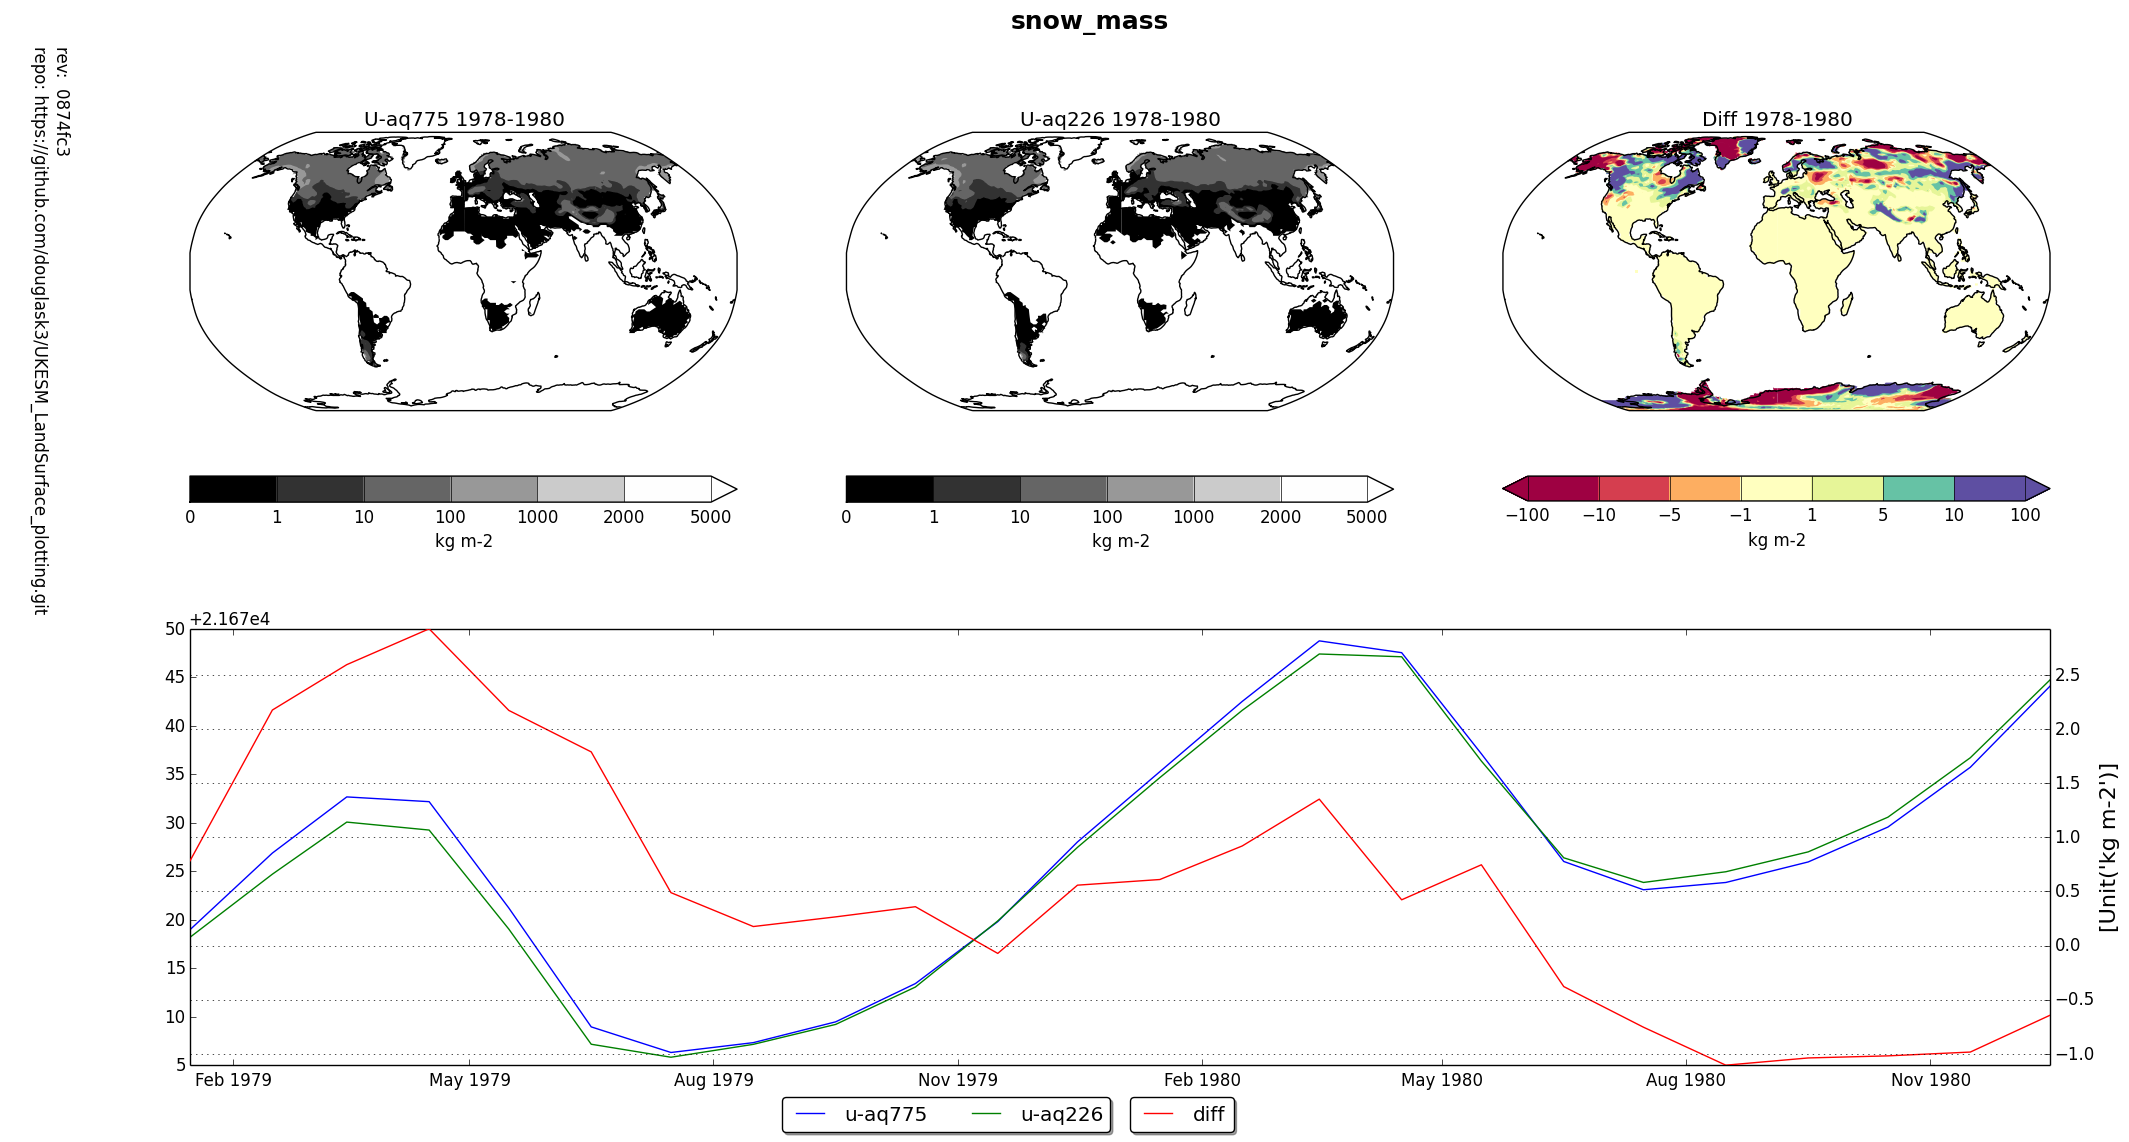 snow_mass
rev:  0874fc3
repo: https://github.com/douglask3/UKESM_LandSurface_plotting.git
U-aq775 1978-1980
U-aq226 1978-1980
Diff 1978-1980
0 1 10 100 1000 2000 5000
kg m-2
0 1 10 100 1000 2000 5000
kg m-2
−100 −10 −5 −1 1 5 10 100
kg m-2
+2.167e4
50
45
40
35
30
25
20
15
10
5
2.5
2.0
1.5
1.0
0.5
0.0
−0.5
−1.0
[Unit('kg m-2')]
Feb 1979 May 1979 Aug 1979 Nov 1979 Feb 1980 May 1980 Aug 1980 Nov 1980
u-aq775 u-aq226 diff